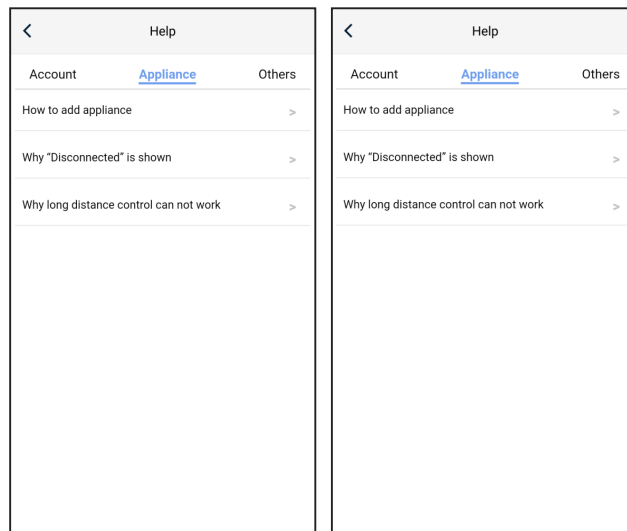 Help
Account Appliance Others
How to add appliance >
Why “Disconnected” is shown >
Why long distance control can not work >
Help
Account Appliance Others
How to add appliance >
Why “Disconnected” is shown >
Why long distance control can not work >